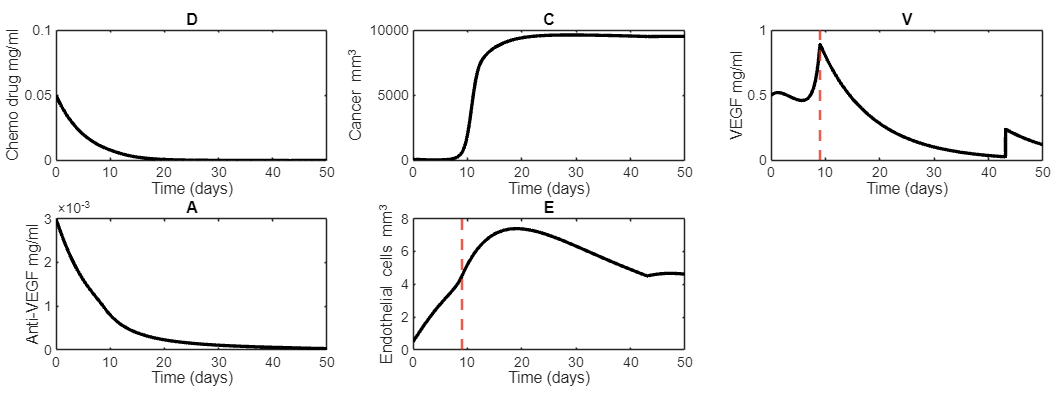 D
0.1
0.05
0
Chemo drug mg/ml
0 10 20 30 40 50
Time (days)
C
10000
5000
0
Cancer mm³
0 10 20 30 40 50
Time (days)
V
1
0.5
0
VEGF mg/ml
0 10 20 30 40 50
Time (days)
A
×10⁻³
3
2
1
0
Anti-VEGF mg/ml
0 10 20 30 40 50
Time (days)
E
8
6
4
2
0
Endothelial cells mm³
0 10 20 30 40 50
Time (days)